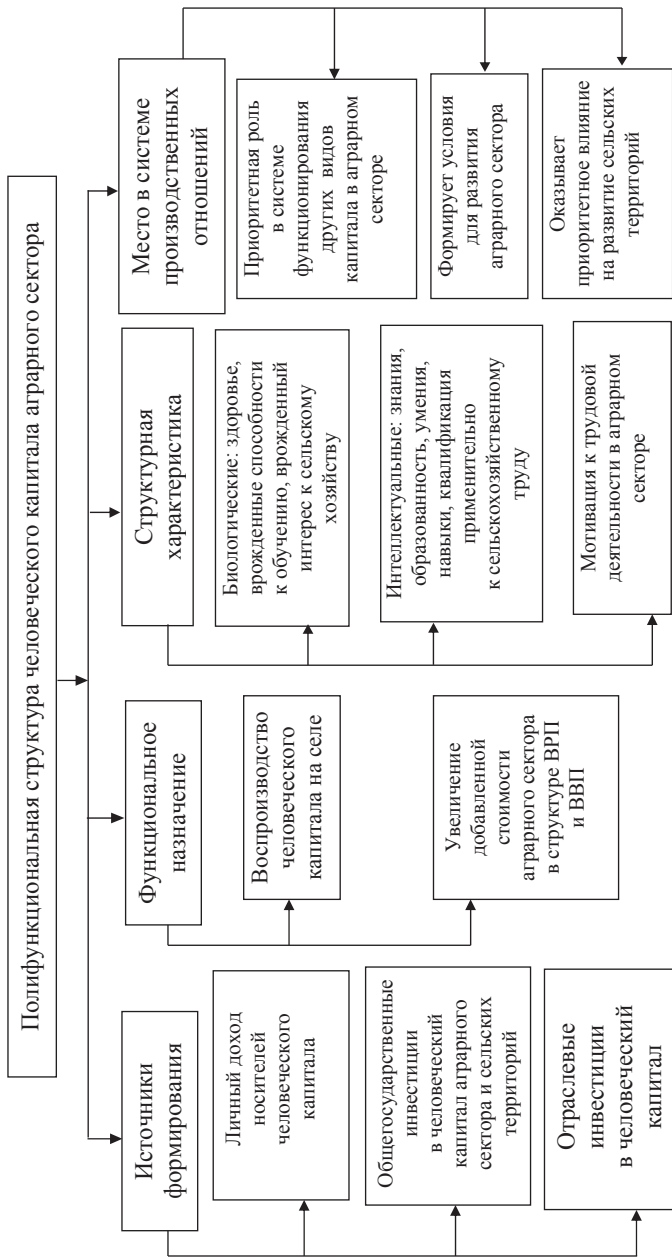 Полифункциональная структура человеческого капитала аграрного сектора
Источники
формирования
Личный доход
носителей
человеческого
капитала
Общегосударственные
инвестиции
в человеческий
капитал аграрного
сектора и сельских
территорий
Отраслевые
инвестиции
в человеческий
капитал
Функциональное
назначение
Воспроизводство
человеческого
капитала на селе
Увеличение
добавленной
стоимости
аграрного сектора
в структуре ВРП
и ВВП
Структурная
характеристика
Биологические: здоровье,
врожденные способности
к обучению, врожденный
интерес к сельскому
хозяйству
Интеллектуальные: знания,
образованность, умения,
навыки, квалификация
применительно
к сельскохозяйственному
труду
Мотивация к трудовой
деятельности в аграрном
секторе
Место в системе
производственных
отношений
Приоритетная роль
в системе
функционирования
других видов
капитала в аграрном
секторе
Формирует условия
для развития
аграрного сектора
Оказывает
приоритетное влияние
на развитие сельских
территорий